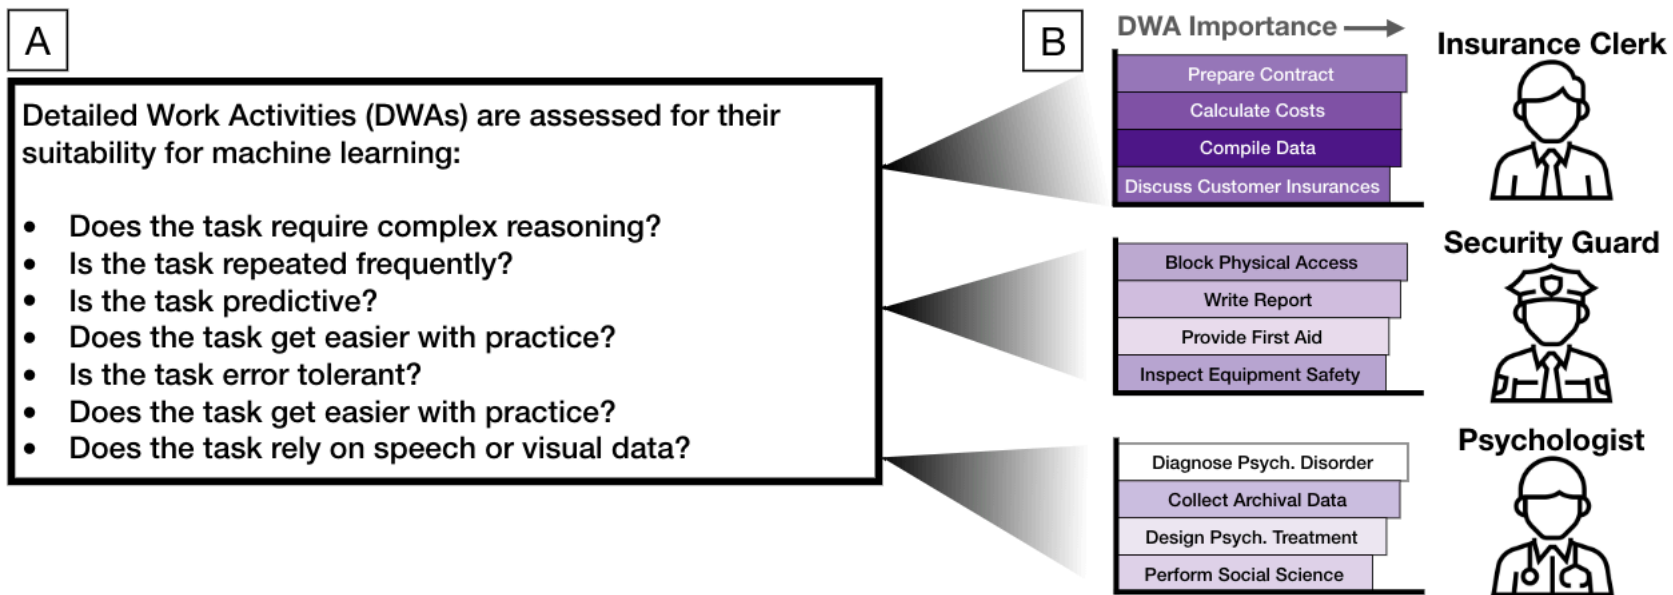 A
Detailed Work Activities (DWAs) are assessed for their
suitability for machine learning:
• Does the task require complex reasoning?
• Is the task repeated frequently?
• Is the task predictive?
• Does the task get easier with practice?
• Is the task error tolerant?
• Does the task get easier with practice?
• Does the task rely on speech or visual data?
B
DWA Importance
Insurance Clerk
Prepare Contract
Calculate Costs
Compile Data
Discuss Customer Insurances
Security Guard
Block Physical Access
Write Report
Provide First Aid
Inspect Equipment Safety
Psychologist
Diagnose Psych. Disorder
Collect Archival Data
Design Psych. Treatment
Perform Social Science